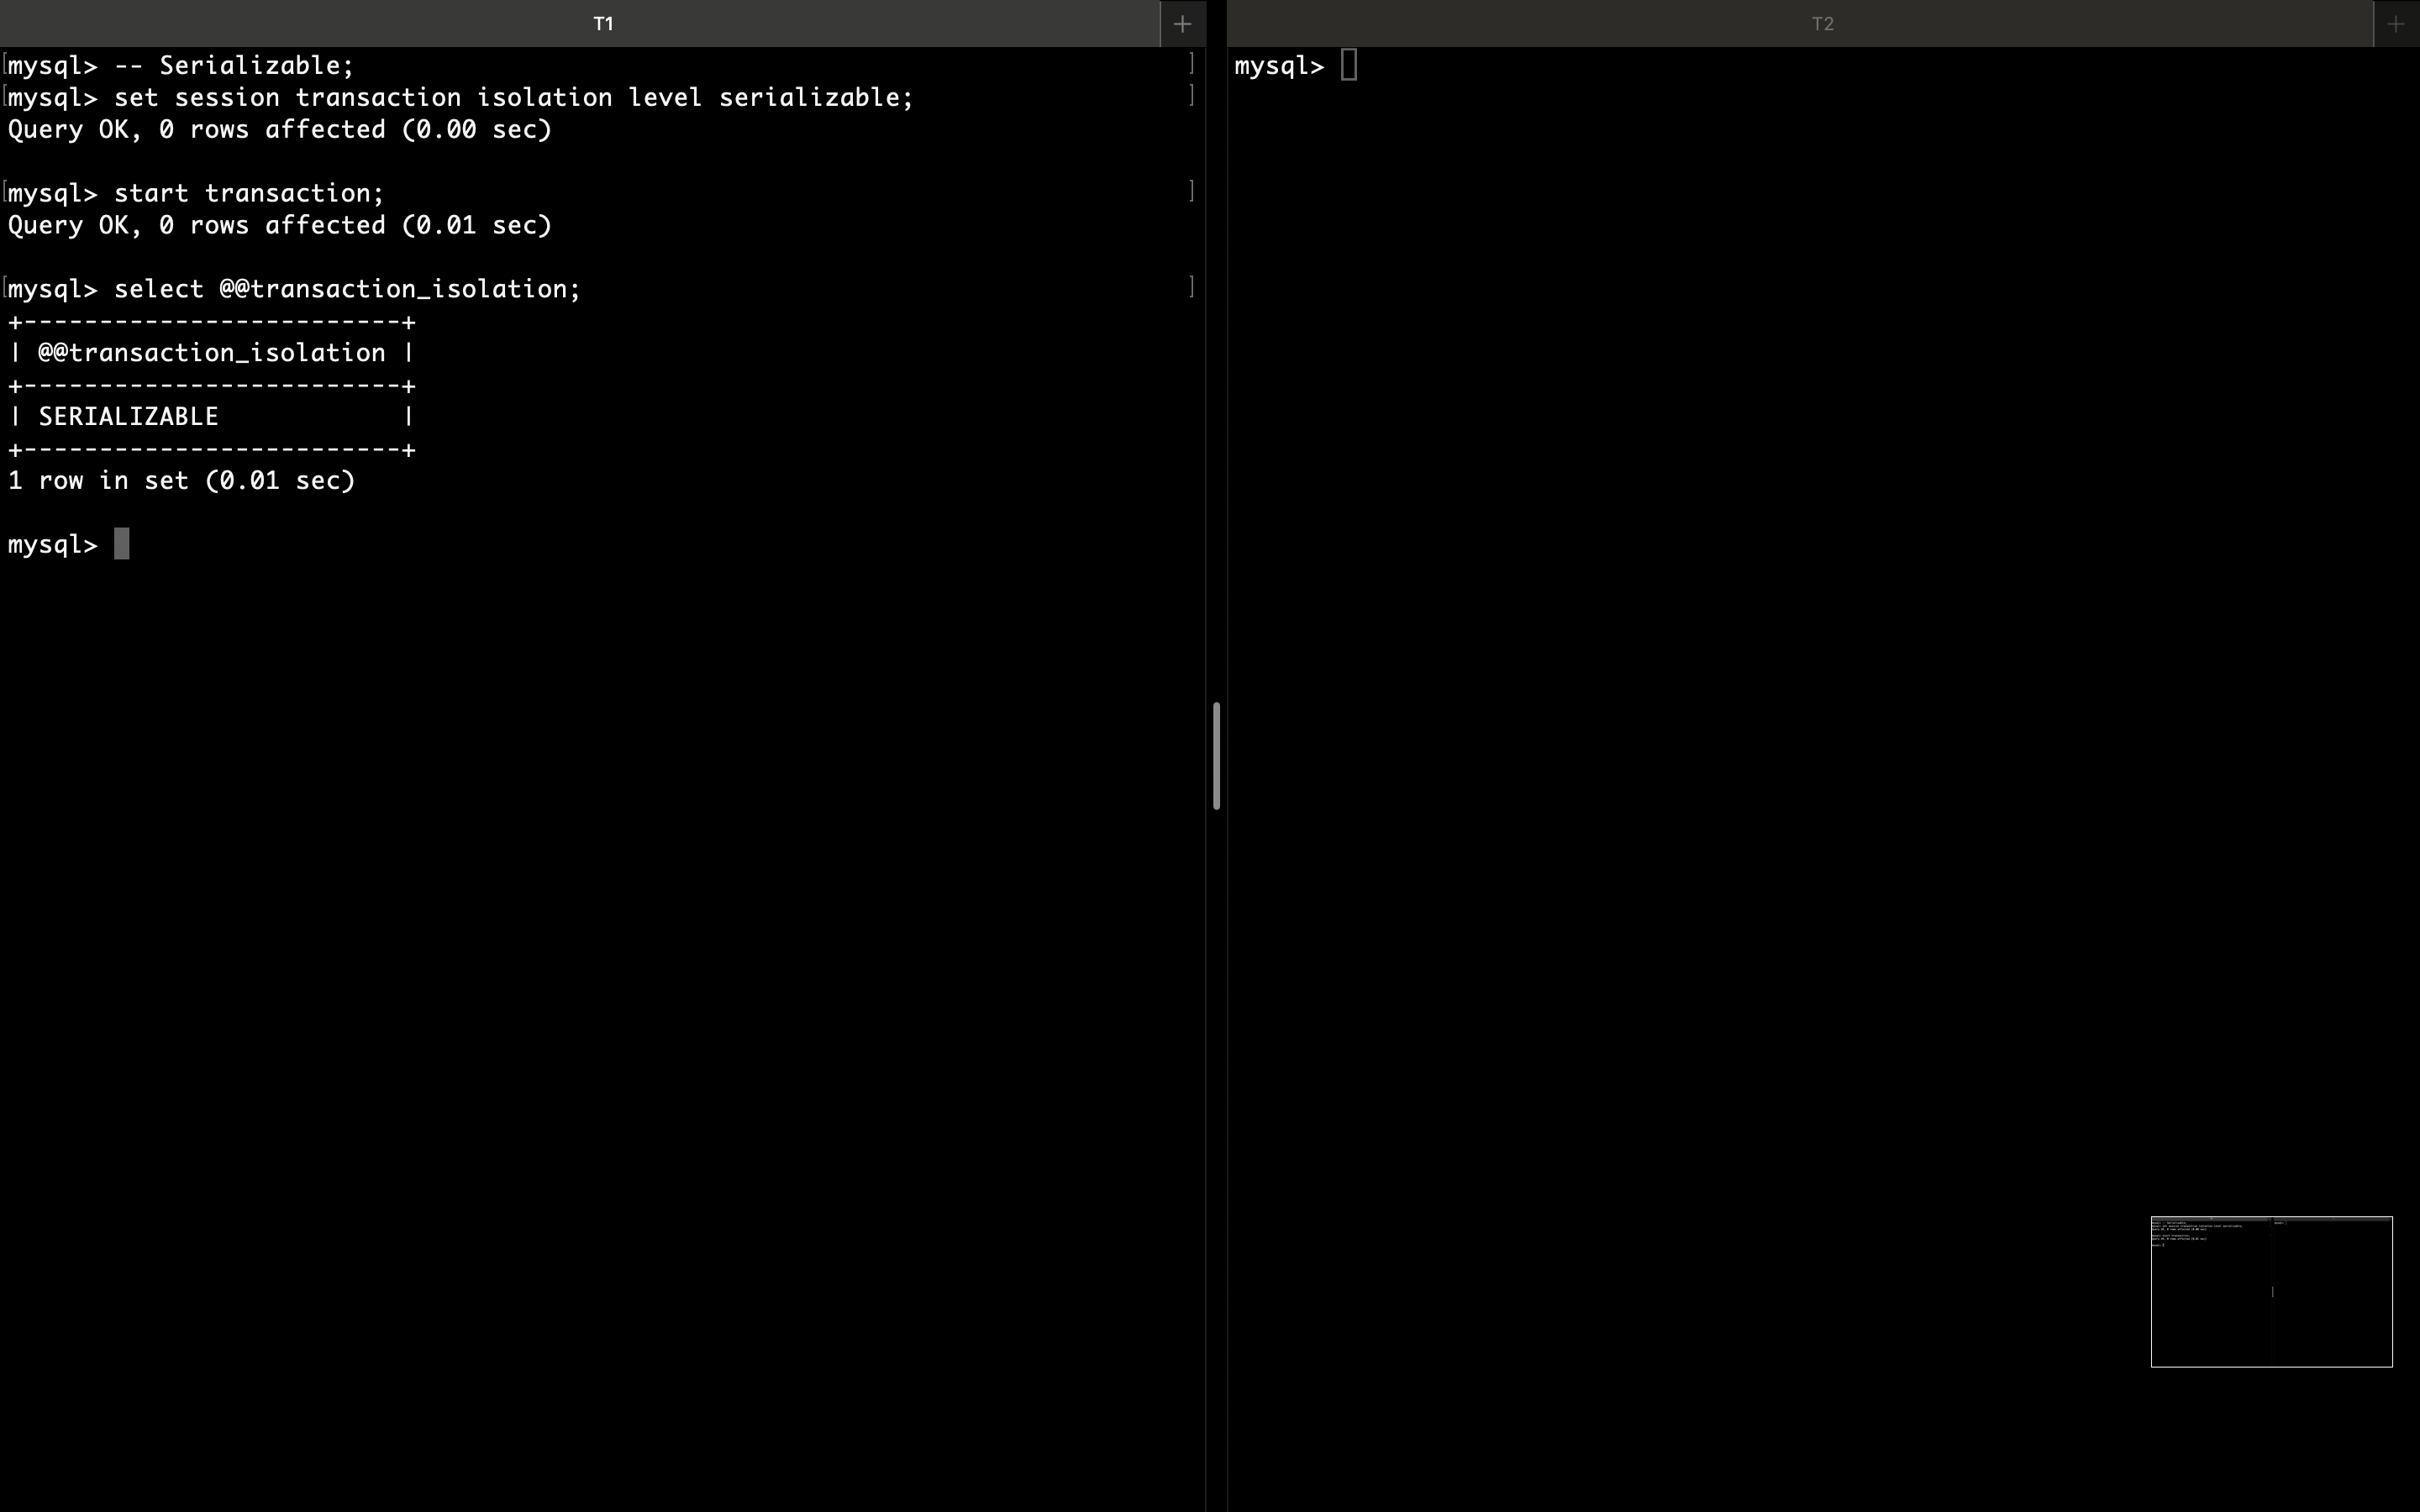 T1
+
mysql> -- Serializable;
mysql> set session transaction isolation level serializable;
Query OK, 0 rows affected (0.00 sec)
mysql> start transaction;
Query OK, 0 rows affected (0.01 sec)
mysql> select @@transaction_isolation;
+-------------------------+
| @@transaction_isolation |
+-------------------------+
| SERIALIZABLE            |
+-------------------------+
1 row in set (0.01 sec)
mysql>
T2
+
mysql>